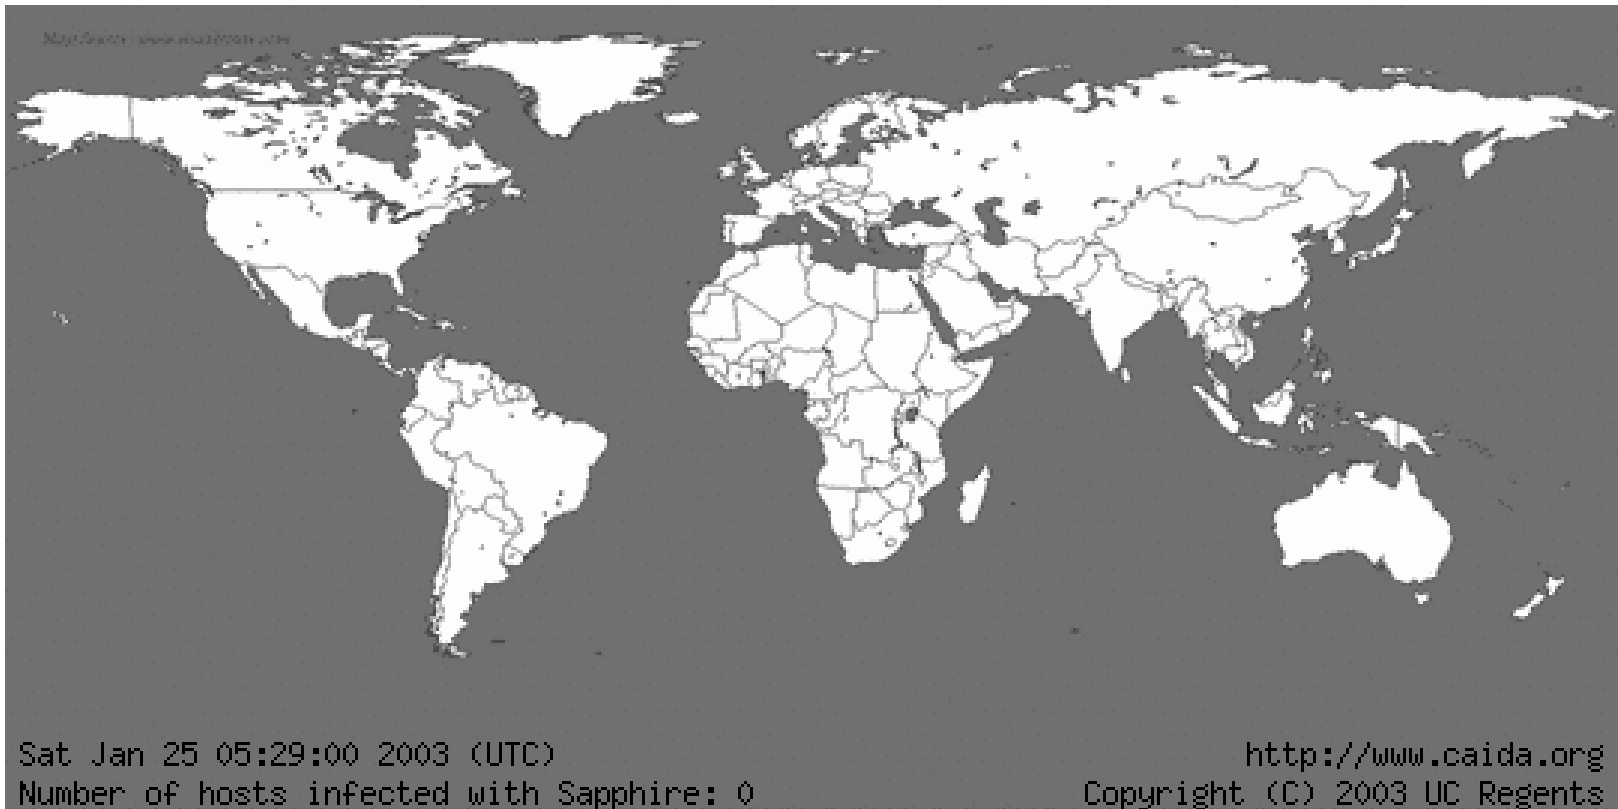 Sat Jan 25 05:29:00 2003 (UTC)
Number of hosts infected with Sapphire: 0
http://www.caida.org
Copyright (C) 2003 UC Regents